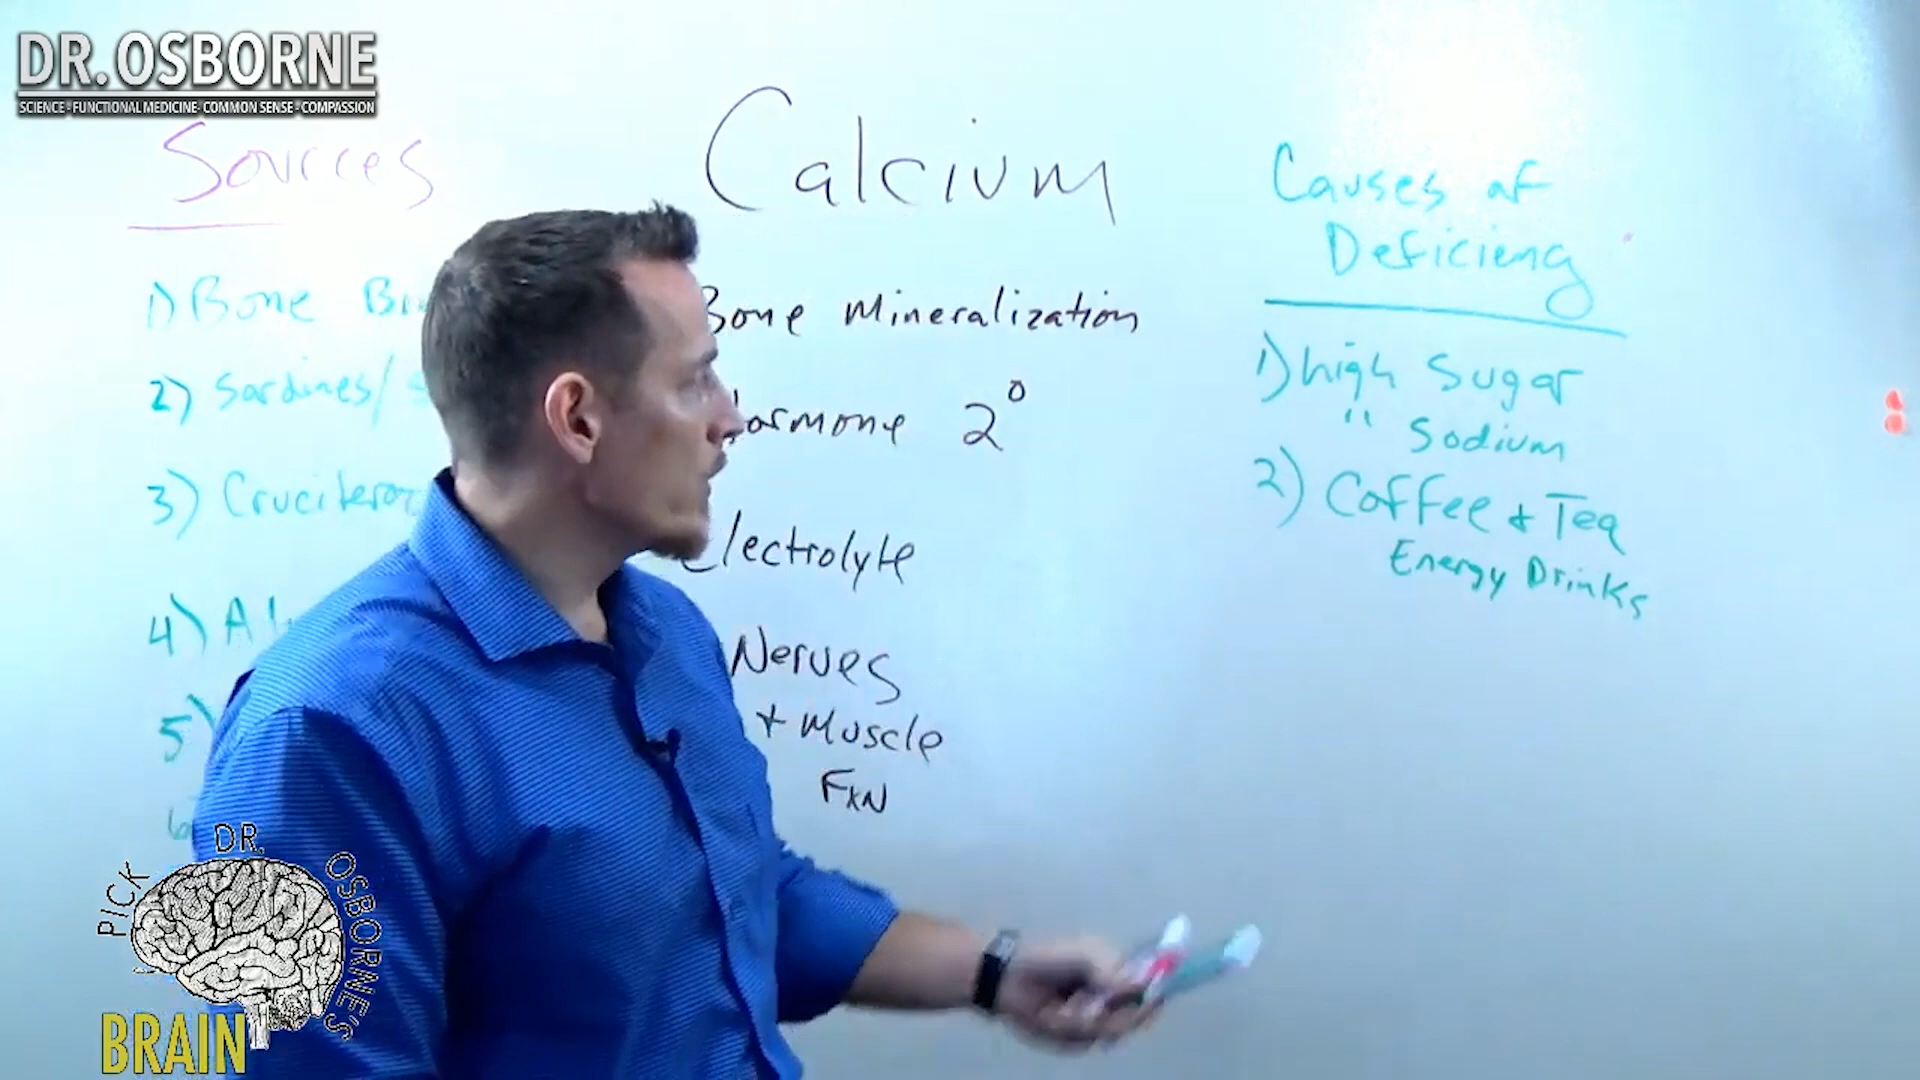 DR. OSBORNE
SCIENCE - FUNCTIONAL MEDICINE - COMMON SENSE - COMPASSION
Sources
1) Bone
2) Sardines/
3)
4)
5)
6
Calcium
Bone Mineralization
Hormone 2°
Electrolyte
Nerves
+ Muscle
FXN
Causes of
Deficiency
1) high Sugar
" Sodium
2) Coffee + Tea
Energy Drinks
PICK
DR.
OSBORNE'S
BRAIN